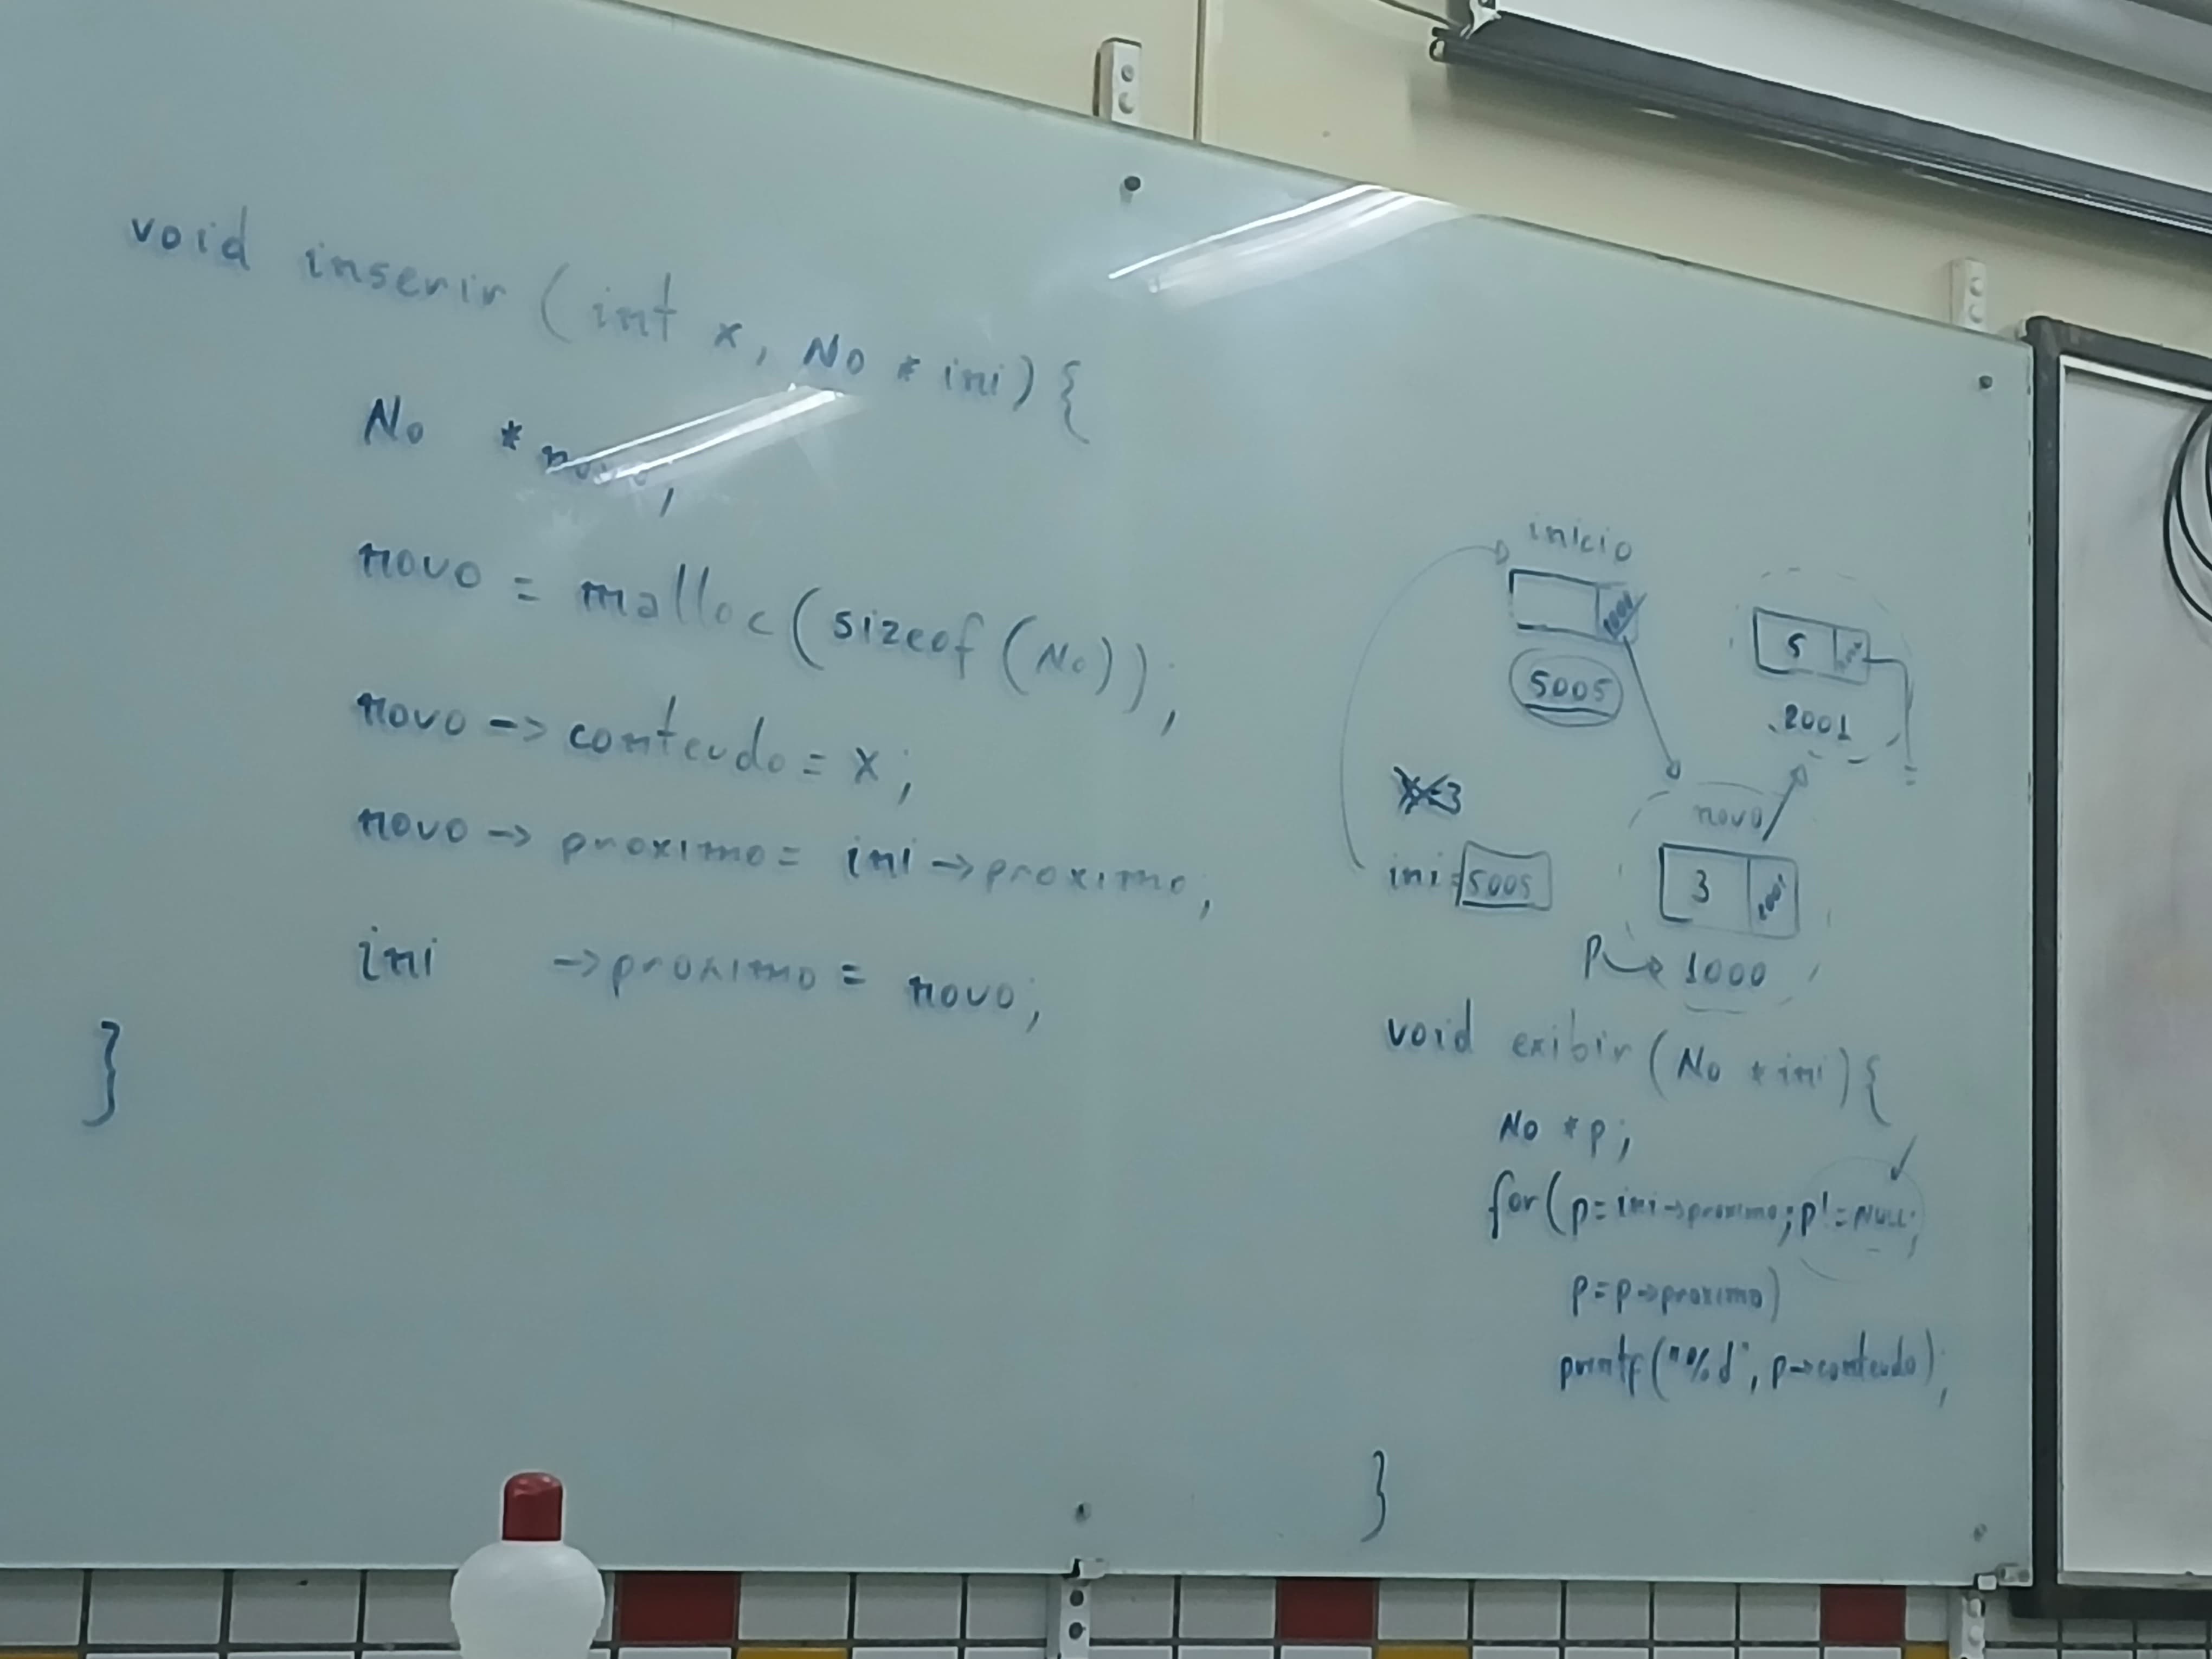 void inserir (int x, No * ini) {
No * novo;
novo = malloc (sizeof (No));
novo -> conteudo = x;
novo -> proximo = ini -> proximo;
ini -> proximo = novo;
}
inicio
5005
5
2001
x=3
novo
ini 5005
3
P 1000
void exibir (No * ini) {
No * p;
for (p = ini -> proximo; p != NULL;
p = p -> proximo)
printf ("%d", p -> conteudo);
}